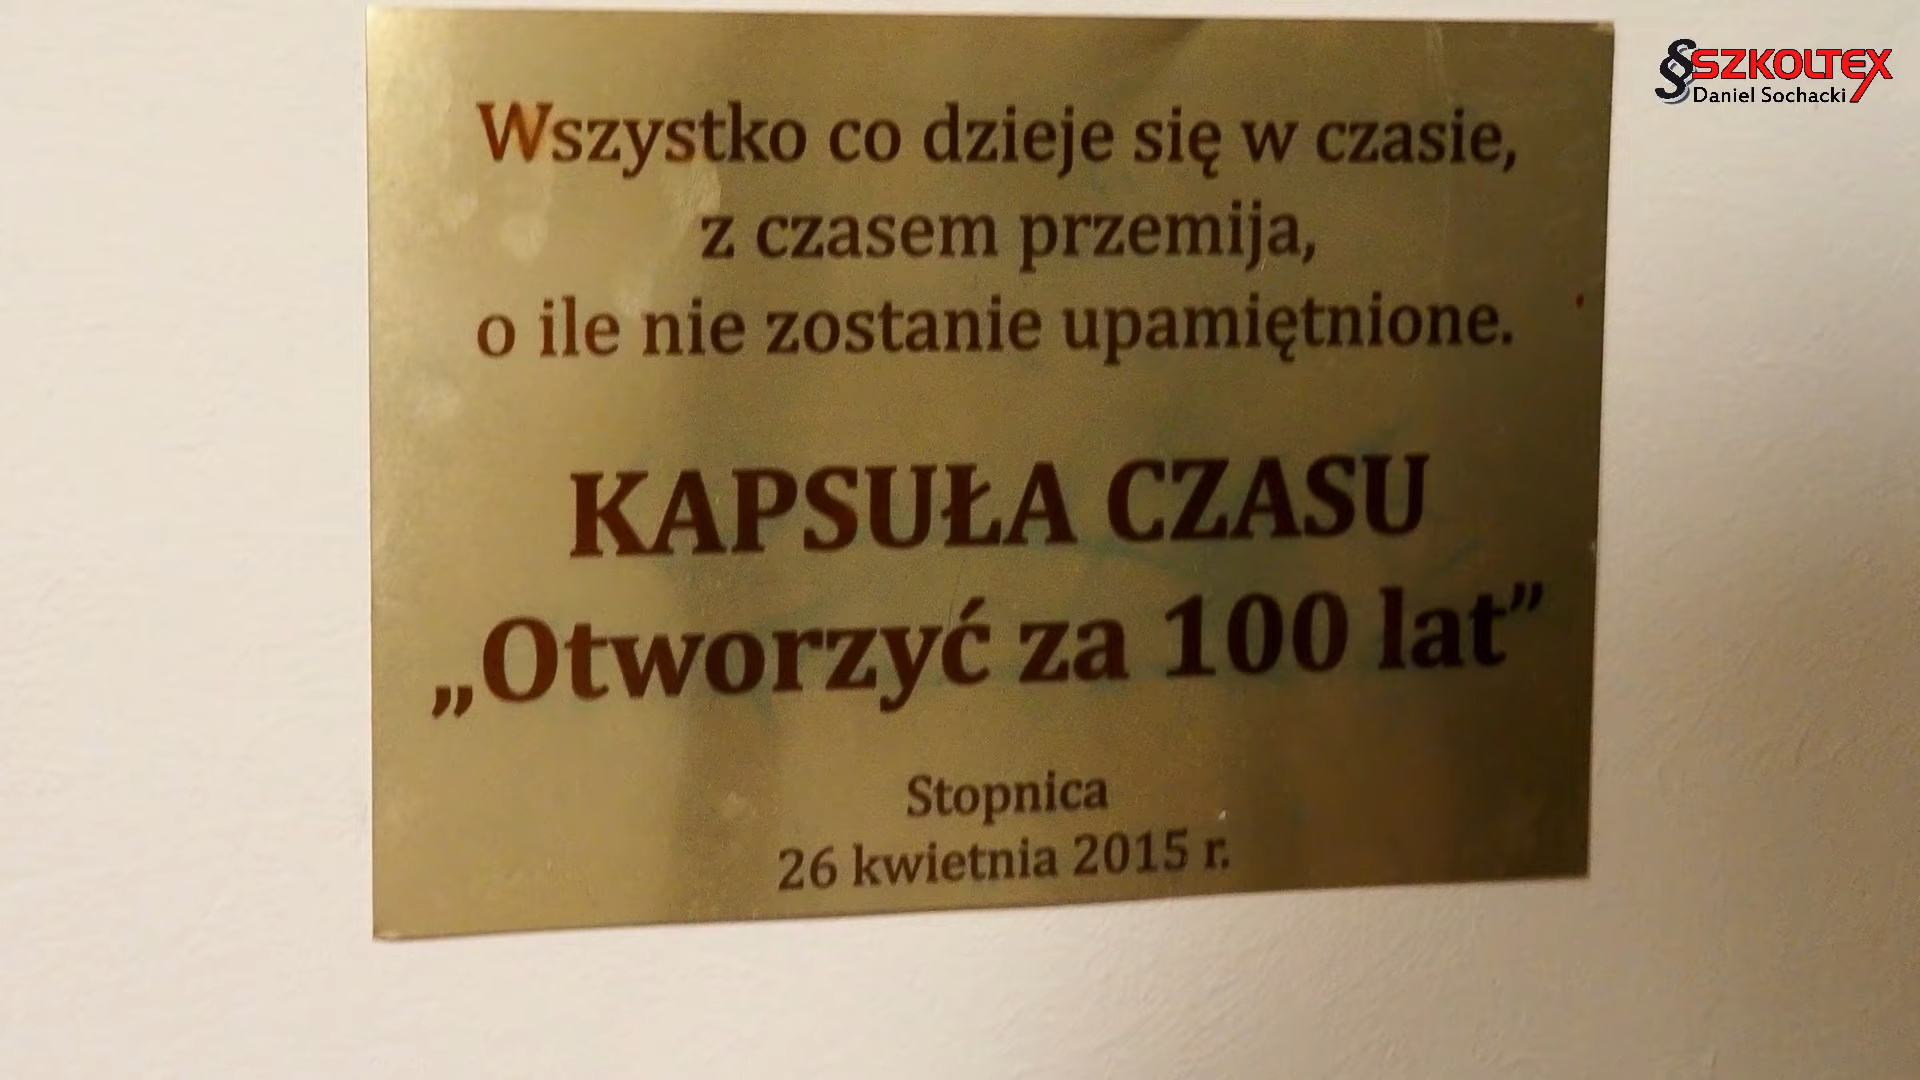 Wszystko co dzieje się w czasie,
z czasem przemija,
o ile nie zostanie upamiętnione.
KAPSUŁA CZASU
„Otworzyć za 100 lat”
Stopnica
26 kwietnia 2015 r.
§SZKOLTEX
Daniel Sochacki